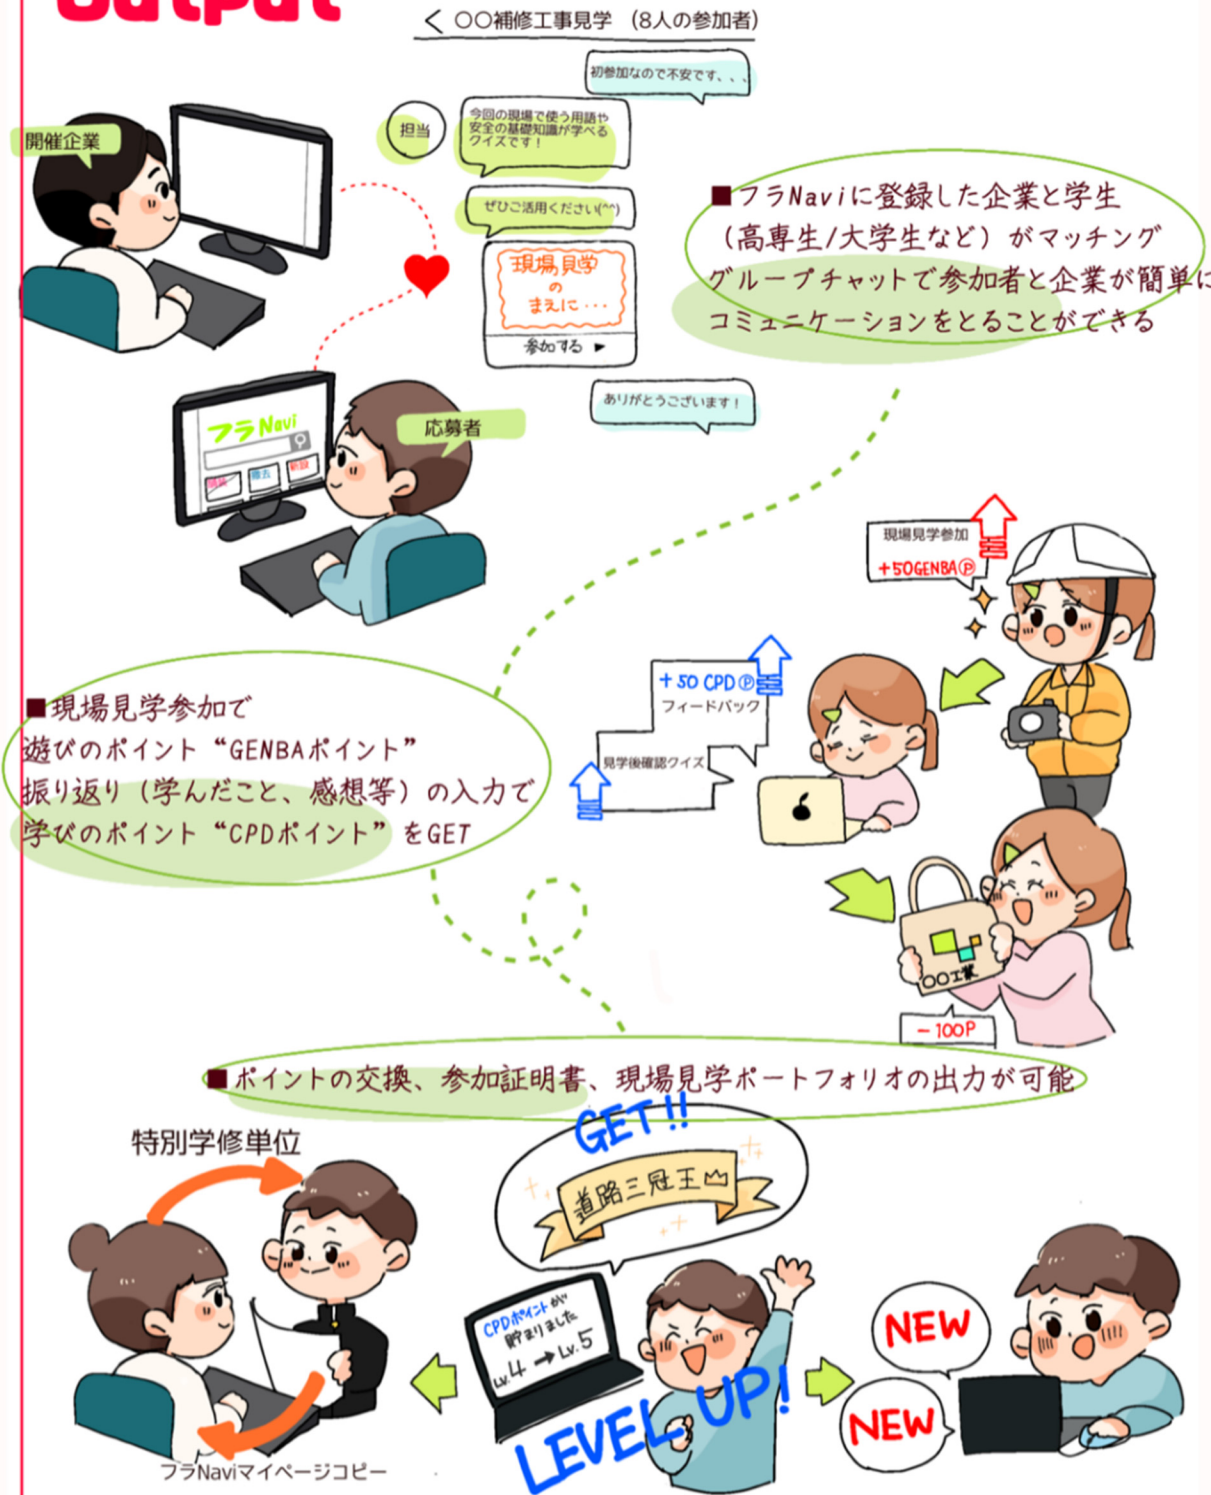 Output
< 〇〇補修工事見学 (8人の参加者)
初参加なので不安です、、、
開催企業
担当
今回の現場で使う用語や
安全の基礎知識が学べる
クイズです!
ぜひご活用ください(^^)
現場見学
の
まえに・・・
参加する ▶
ありがとうございます!
■フラNaviに登録した企業と学生
(高専生/大学生など)がマッチング
グループチャットで参加者と企業が簡単に
コミュニケーションをとることができる
応募者
フラNavi
撤去
新設
現場見学参加
+50GENBAⓅ
+50 CPDⓅ
フィードバック
見学後確認クイズ
■現場見学参加で
遊びのポイント“GENBAポイント”
振り返り(学んだこと、感想等)の入力で
学びのポイント“CPDポイント”をGET
〇〇工業
-100P
■ポイントの交換、参加証明書、現場見学ポートフォリオの出力が可能
特別学修単位
GET!!
道路三冠王
CPDポイントが
貯まりました
Lv.4→Lv.5
LEVEL UP!
NEW
NEW
フラNaviマイページコピー